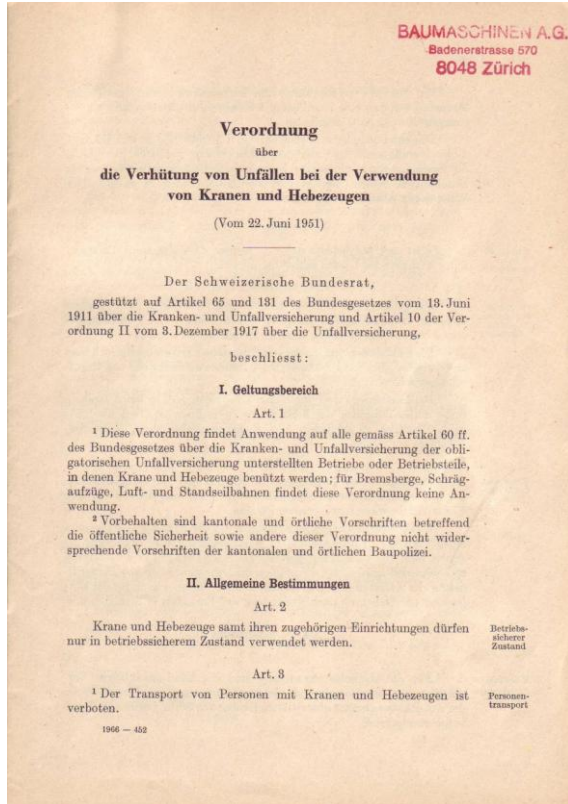 BAUMASCHINEN A.G.
Badenerstrasse 570
8048 Zürich
Verordnung
über
die Verhütung von Unfällen bei der Verwendung
von Kranen und Hebezeugen
(Vom 22. Juni 1951)
Der Schweizerische Bundesrat,
gestützt auf Artikel 65 und 131 des Bundesgesetzes vom 13. Juni
1911 über die Kranken- und Unfallversicherung und Artikel 10 der Ver-
ordnung II vom 3. Dezember 1917 über die Unfallversicherung,
beschliesst:
I. Geltungsbereich
Art. 1
¹ Diese Verordnung findet Anwendung auf alle gemäss Artikel 60 ff.
des Bundesgesetzes über die Kranken- und Unfallversicherung der obli-
gatorischen Unfallversicherung unterstellten Betriebe oder Betriebsteile,
in denen Krane und Hebezeuge benützt werden; für Bremsberge, Schräg-
aufzüge, Luft- und Standseilbahnen findet diese Verordnung keine An-
wendung.
² Vorbehalten sind kantonale und örtliche Vorschriften betreffend
die öffentliche Sicherheit sowie andere dieser Verordnung nicht wider-
sprechende Vorschriften der kantonalen und örtlichen Baupolizei.
II. Allgemeine Bestimmungen
Art. 2
Krane und Hebezeuge samt ihren zugehörigen Einrichtungen dürfen
nur in betriebssicherem Zustand verwendet werden.
Betriebs-
sicherer
Zustand
Art. 3
¹ Der Transport von Personen mit Kranen und Hebezeugen ist
verboten.
Personen-
transport
1966 — 452